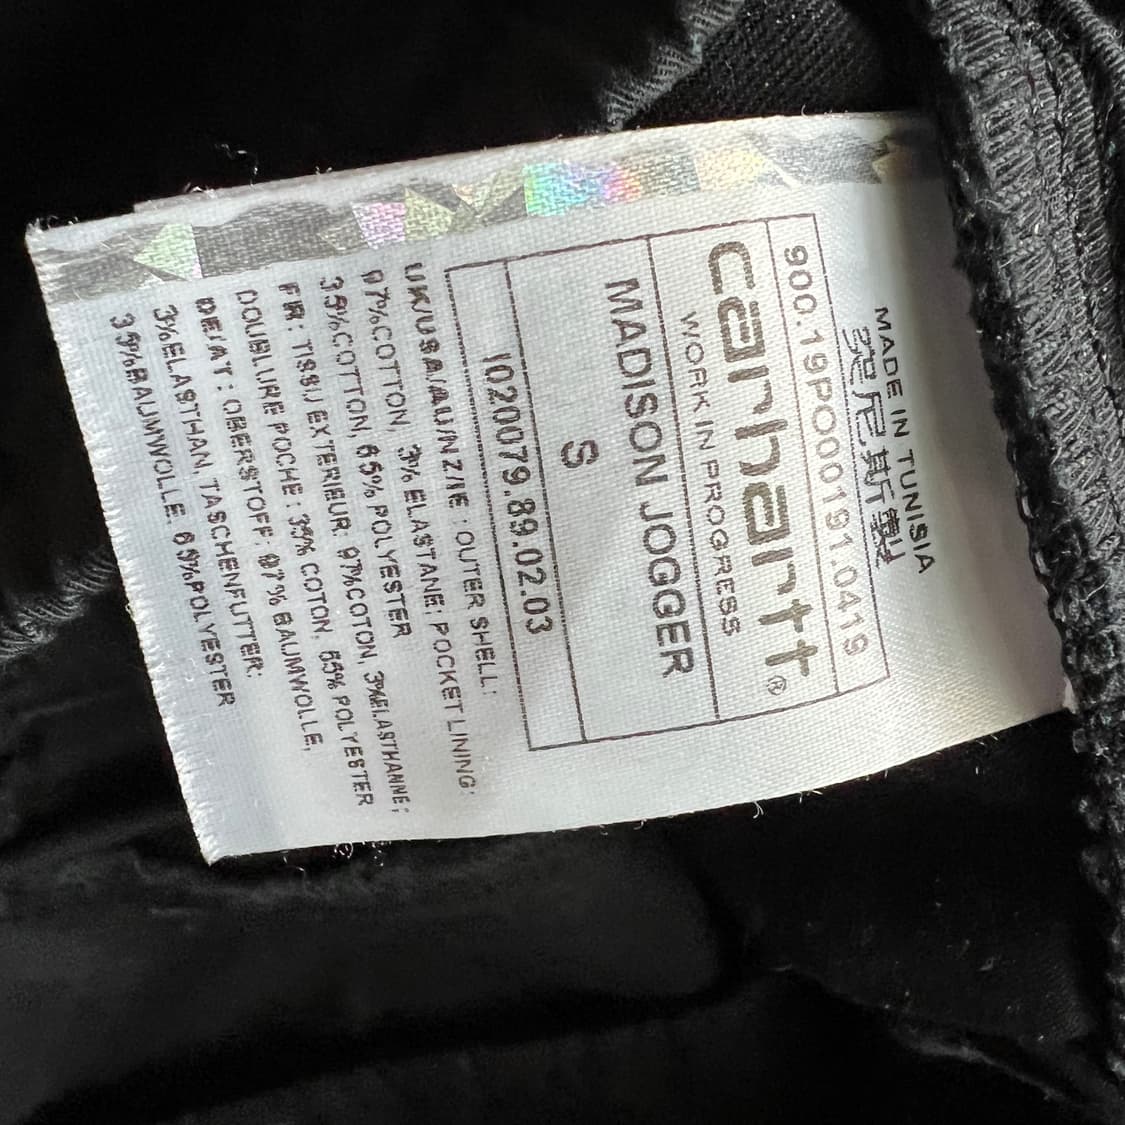 MADE IN TUNISIA
突尼斯製
900.19PO000191.0419
carhartt®
WORK IN PROGRESS
MADISON JOGGER
S
I020079.89.02.03
UK/USA/AU/NZ/IE : OUTER SHELL:
97%COTTON, 3% ELASTANE; POCKET LINING:
35%COTTON, 65% POLYESTER
FR: TISSU EXTERIEUR: 97%COTON, 3%ELASTHANNE;
DOUBLURE POCHE : 35% COTON, 65% POLYESTER
DE/AT : OBERSTOFF: 97% BAUMWOLLE,
3%ELASTHAN, TASCHENFUTTER:
35%BAUMWOLLE, 65%POLYESTER